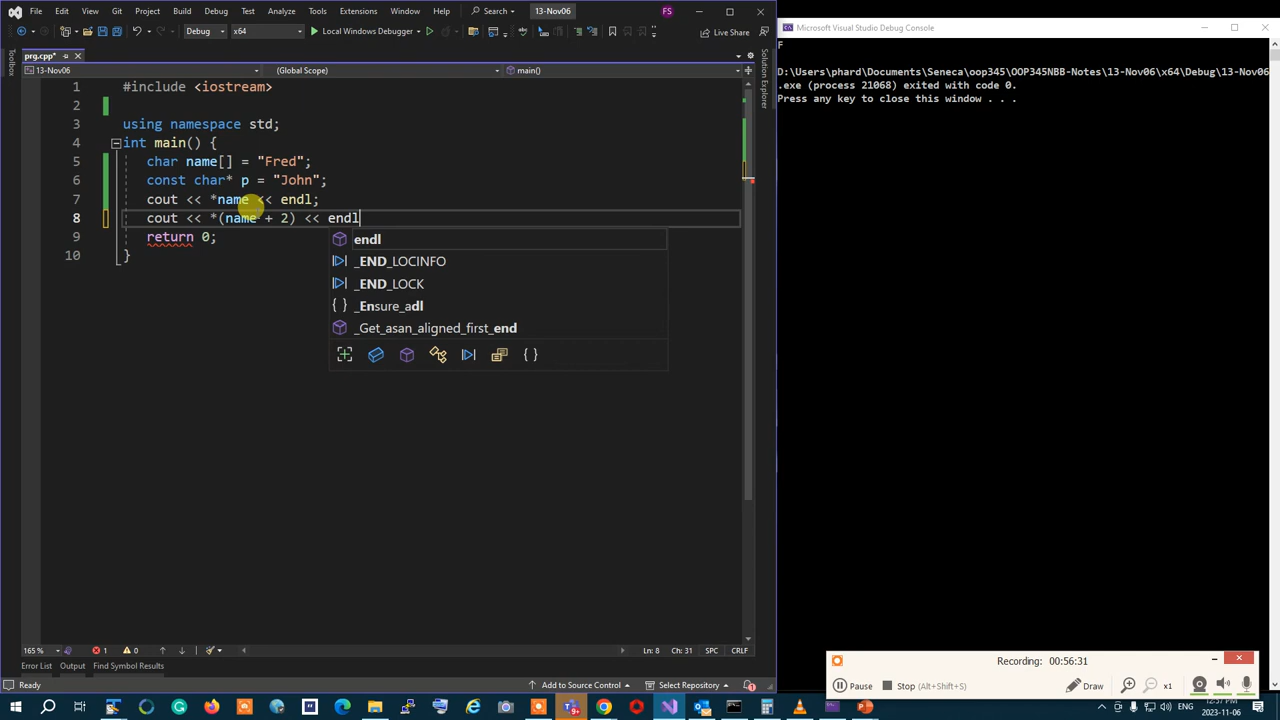 File Edit View Git Project Build Debug
Test Analyze Tools Extensions Window Help Search -Nov06 FS
x64 Local Windows Debugger Live Share
prg.cpp*
13-Nov06 (Global Scope) main()
Toolbox
Solution Explorer
1 #include <iostream>
2
3 using namespace std;
4 int main() {
5 char name[] = "Fred";
6 const char* p = "John";
7 cout << *name << endl;
8 cout << *(name + 2) << endl
9 return 0;
10 }
endl
_END_LOCINFO
_END_LOCK
_Ensure_adl
_Get_asan_aligned_first_end
165 % 1 0 Ln: 8 Ch: 31 SPC CRLF
Error List Output Find Symbol Results
Ready Add to Source Control Select Repository 1
Microsoft Visual Studio Debug Console
F
D:\Users\phard\Documents\Seneca\oop345\OOP345NBB-Notes\13-Nov06\x64\Debug\13-Nov06
.exe (process 21068) exited with code 0.
Press any key to close this window . . .
Recording: 00:56:31
Pause Stop (Alt+Shift+S) Draw x1
ENG 12:57 PM
2023-11-06